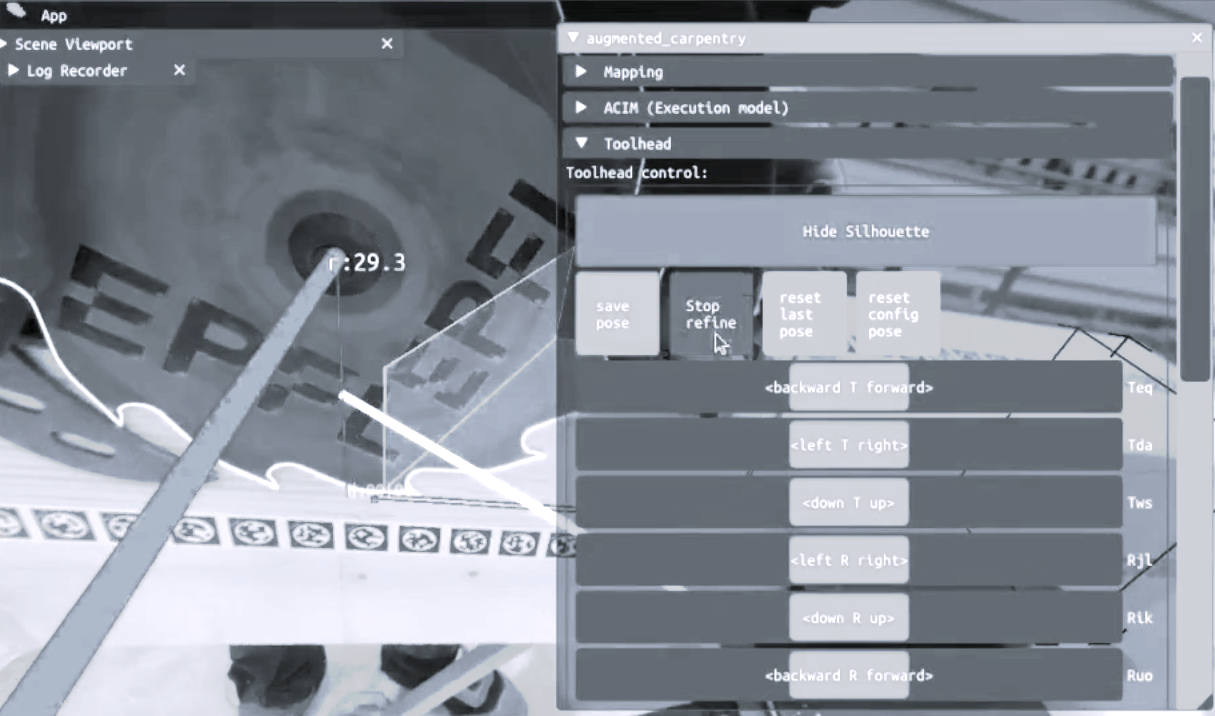 App
Scene Viewport
Log Recorder
augmented_carpentry
Mapping
ACIM (Execution model)
Toolhead
Toolhead control:
Hide Silhouette
save
pose
Stop
refine
reset
last
pose
reset
config
pose
<backward T forward>
Teq
<left T right>
Tda
<down T up>
Tws
<left R right>
Rjl
<down R up>
Rik
<backward R forward>
Ruo
r:29.3
EPFL